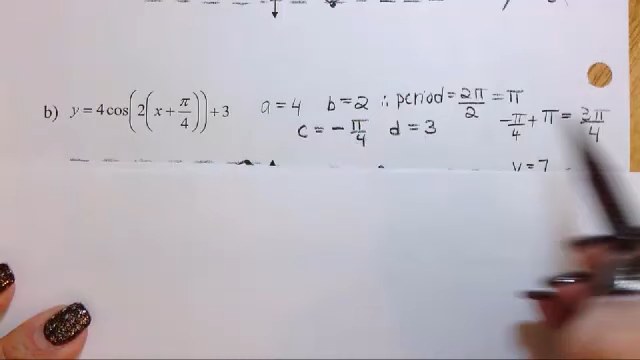 b) y = 4cos(2(x + π/4)) + 3 a = 4 b = 2 ∴ period = 2π/2 = π
c = -π/4 d = 3 -π/4 + π = 3π/4
y = 7